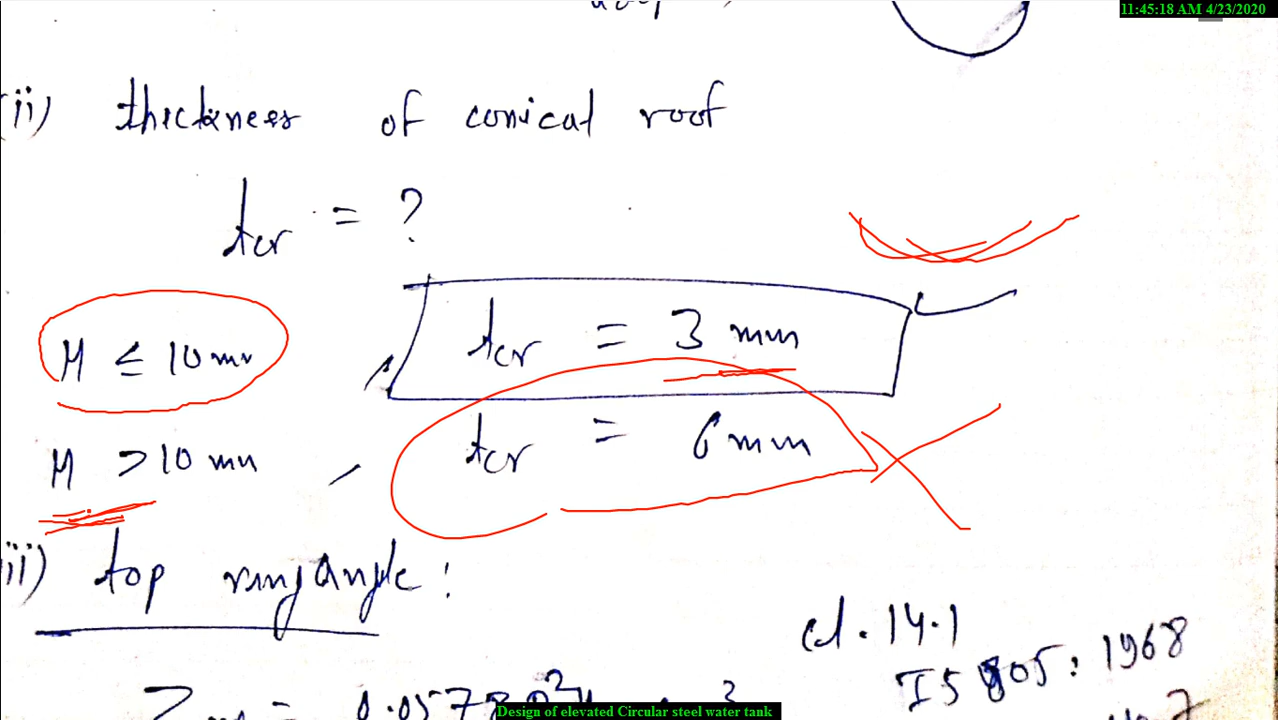 11:45:18 AM 4/23/2020
(ii) thickness of conical roof
tcr = ?
H ≤ 10 mm
tcr = 3 mm
H > 10 mm
tcr = 6 mm
iii) top ring angle:
cl. 14.1
IS 805: 1968
Design of elevated Circular steel water tank